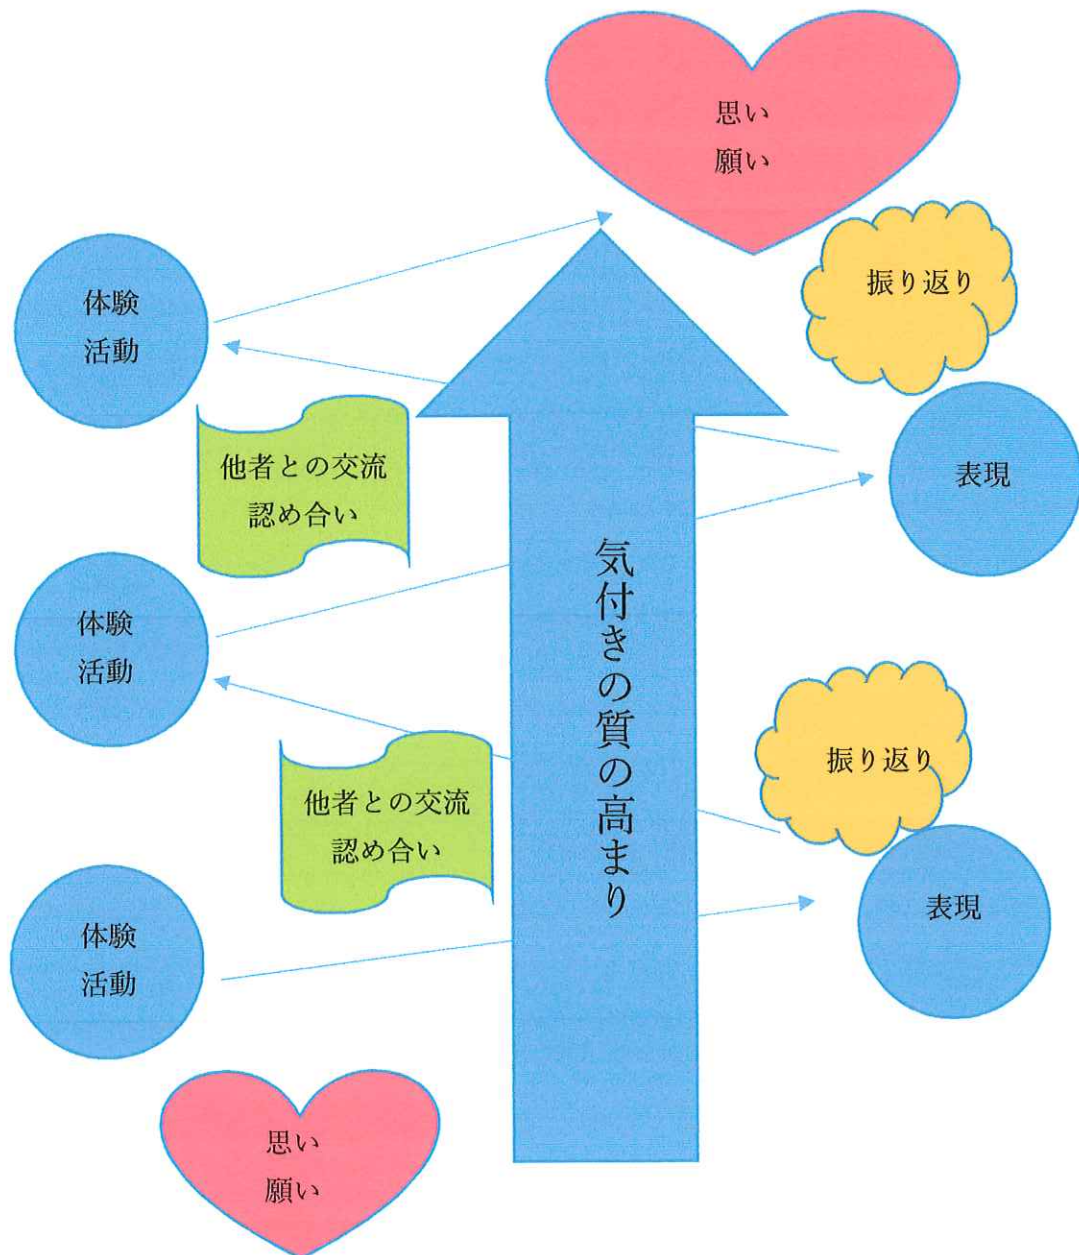 思い
願い
振り返り
体験
活動
表現
他者との交流
認め合い
気付きの質の高まり
体験
活動
振り返り
他者との交流
認め合い
表現
体験
活動
思い
願い